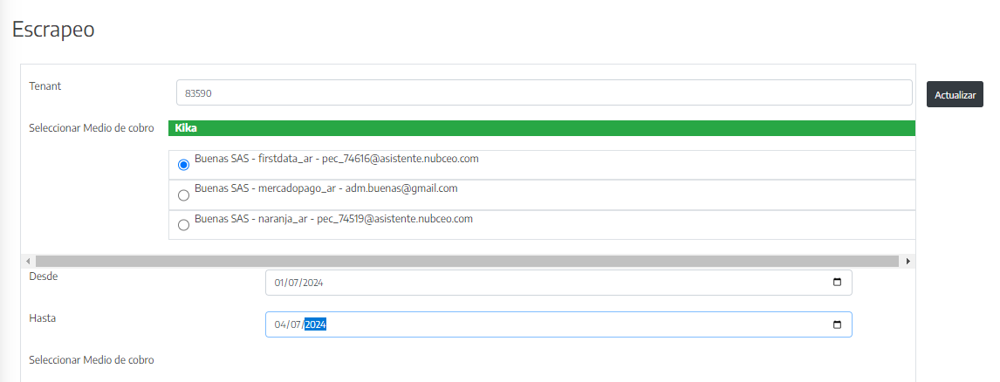 Escrapeo
Tenant
83590
Actualizar
Seleccionar Medio de cobro
Kika
Buenas SAS - firstdata_ar - pec_74616@asistente.nubceo.com
Buenas SAS - mercadopago_ar - adm.buenas@gmail.com
Buenas SAS - naranja_ar - pec_74519@asistente.nubceo.com
Desde
01/07/2024
Hasta
04/07/2024
Seleccionar Medio de cobro